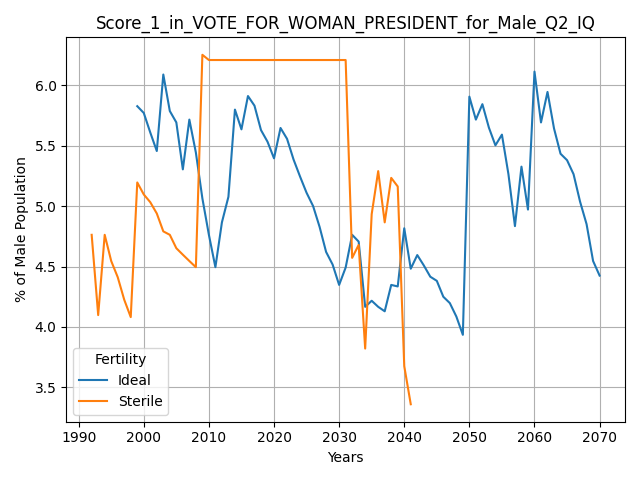 Score_1_in_VOTE_FOR_WOMAN_PRESIDENT_for_Male_Q2_IQ
% of Male Population
6.0
5.5
5.0
4.5
4.0
3.5
Fertility
Ideal
Sterile
1990 2000 2010 2020 2030 2040 2050 2060 2070
Years